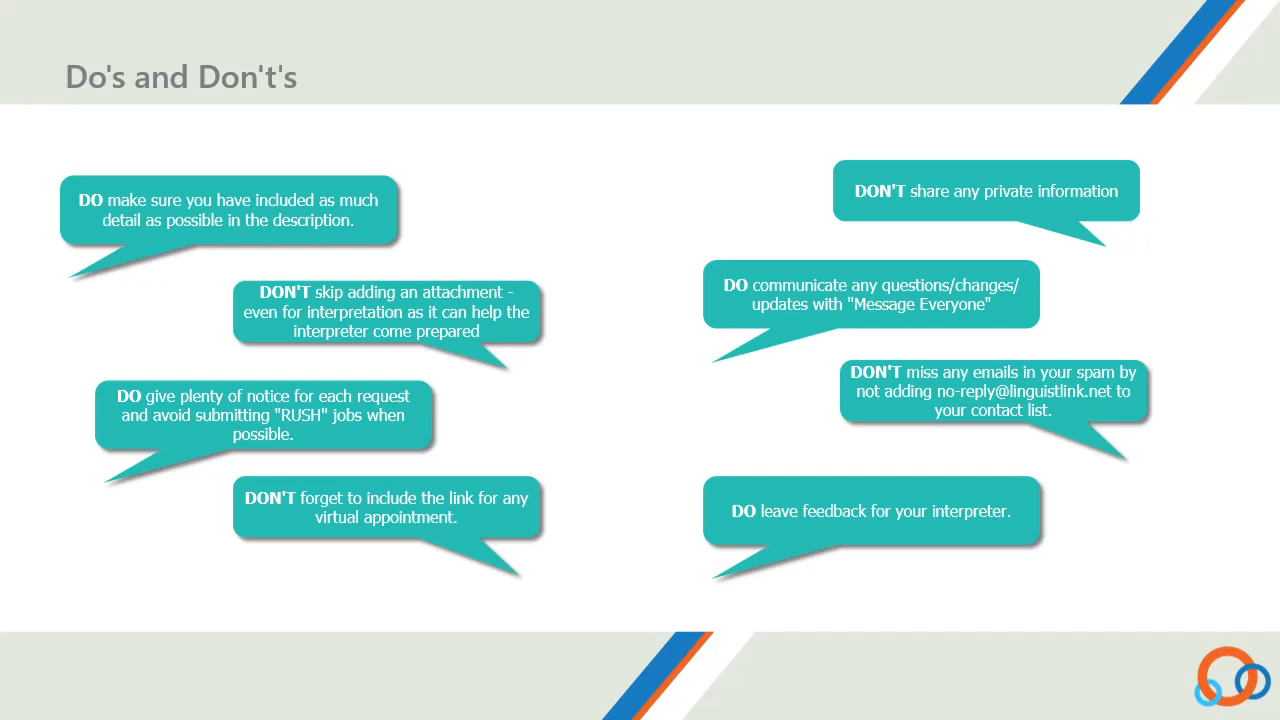 Do's and Don't's
DO make sure you have included as much
detail as possible in the description.
DON'T skip adding an attachment -
even for interpretation as it can help the
interpreter come prepared
DO give plenty of notice for each request
and avoid submitting "RUSH" jobs when
possible.
DON'T forget to include the link for any
virtual appointment.
DON'T share any private information
DO communicate any questions/changes/
updates with "Message Everyone"
DON'T miss any emails in your spam by
not adding no-reply@linguistlink.net to
your contact list.
DO leave feedback for your interpreter.